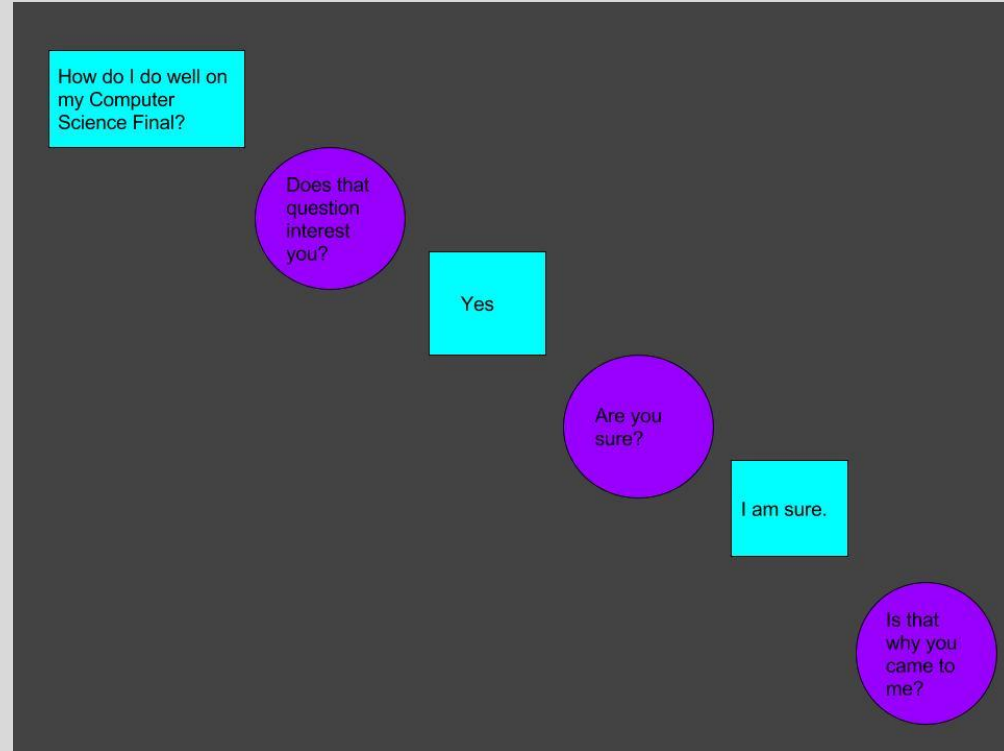 How do I do well on
my Computer
Science Final?
Does that
question
interest
you?
Yes
Are you
sure?
I am sure.
Is that
why you
came to
me?